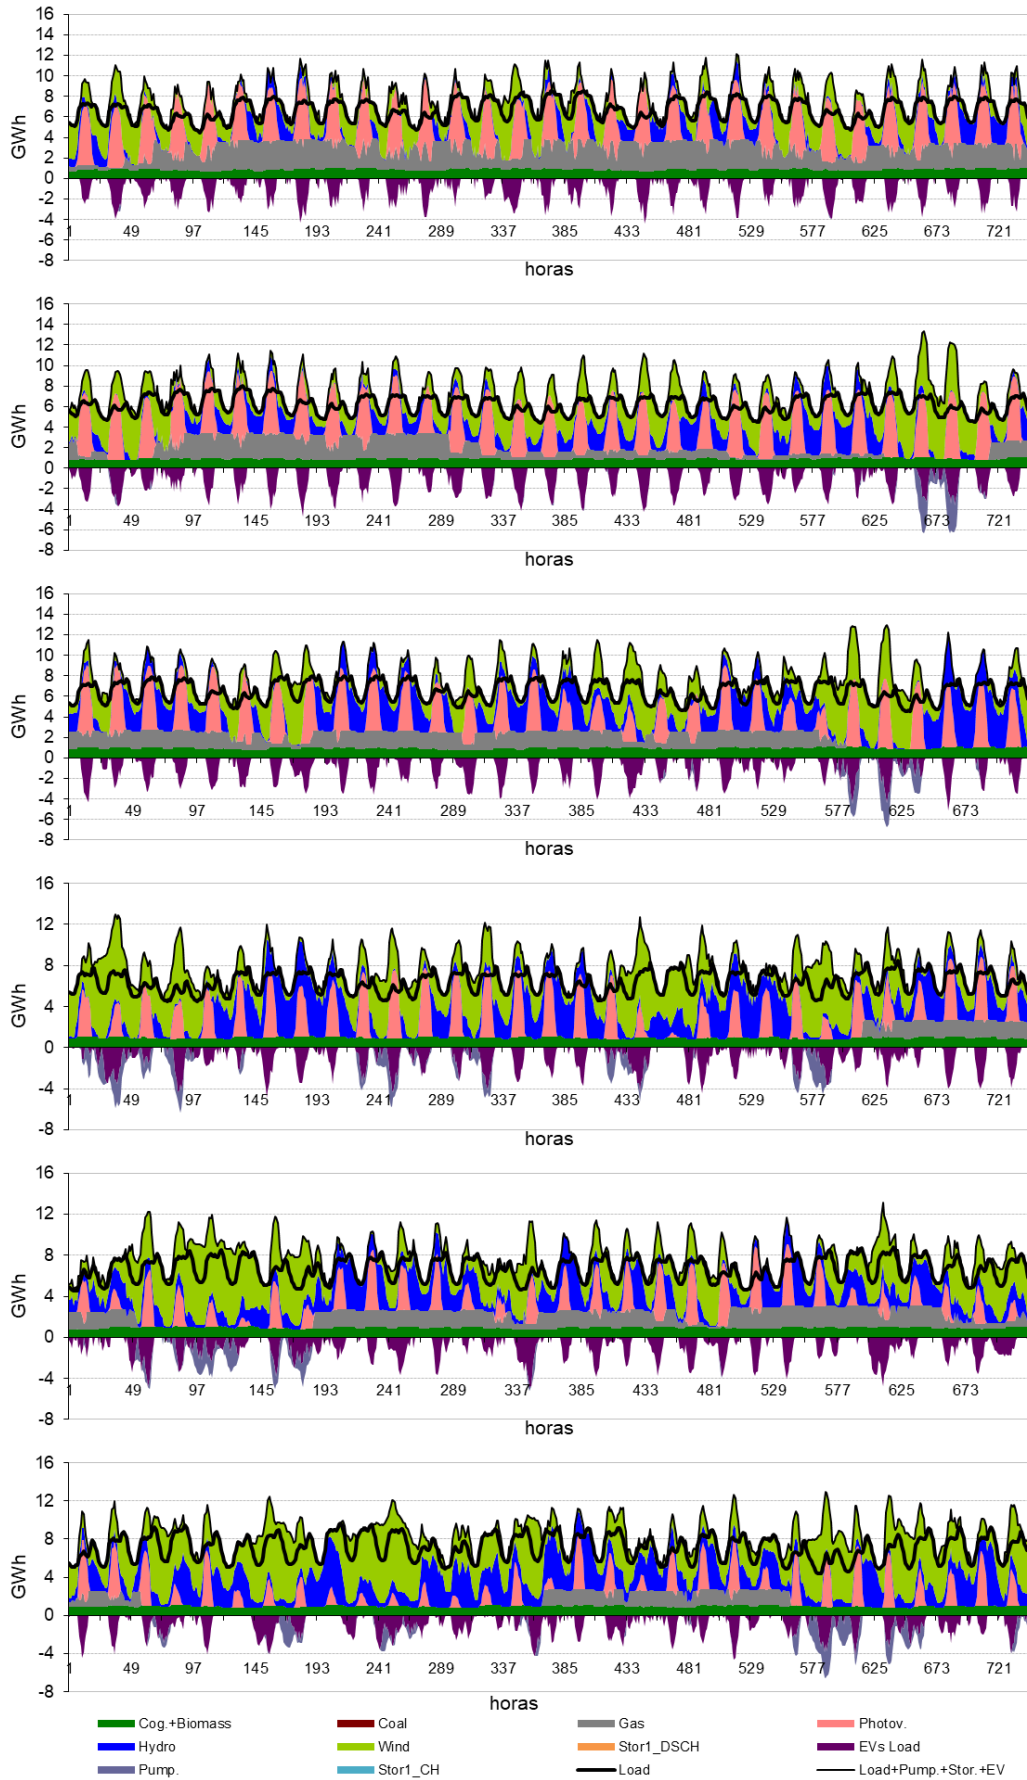 16
14
12
10
8
6
4
2
0
-2
-4
-6
-8
GWh
1 49 97 145 193 241 289 337 385 433 481 529 577 625 673 721
horas
16
14
12
10
8
6
4
2
0
-2
-4
-6
-8
GWh
1 49 97 145 193 241 289 337 385 433 481 529 577 625 673 721
horas
16
14
12
10
8
6
4
2
0
-2
-4
-6
-8
GWh
1 49 97 145 193 241 289 337 385 433 481 529 577 625 673
horas
16
12
8
4
0
-4
-8
GWh
1 49 97 145 193 241 289 337 385 433 481 529 577 625 673 721
horas
16
12
8
4
0
-4
-8
GWh
1 49 97 145 193 241 289 337 385 433 481 529 577 625 673
horas
16
12
8
4
0
-4
-8
GWh
1 49 97 145 193 241 289 337 385 433 481 529 577 625 673 721
horas
Cog.+Biomass Coal Gas Photov.
Hydro Wind Stor1_DSCH EVs Load
Pump. Stor1_CH Load Load+Pump.+Stor.+EV